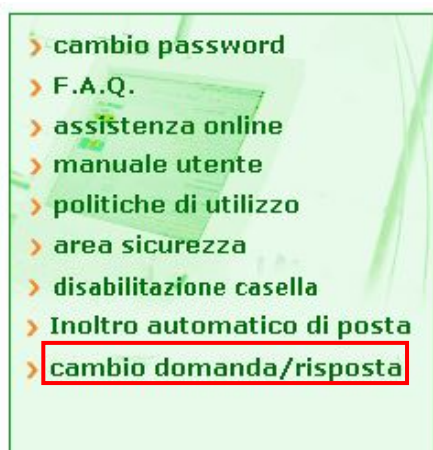 cambio password
F.A.Q.
assistenza online
manuale utente
politiche di utilizzo
area sicurezza
disabilitazione casella
Inoltro automatico di posta
cambio domanda/risposta